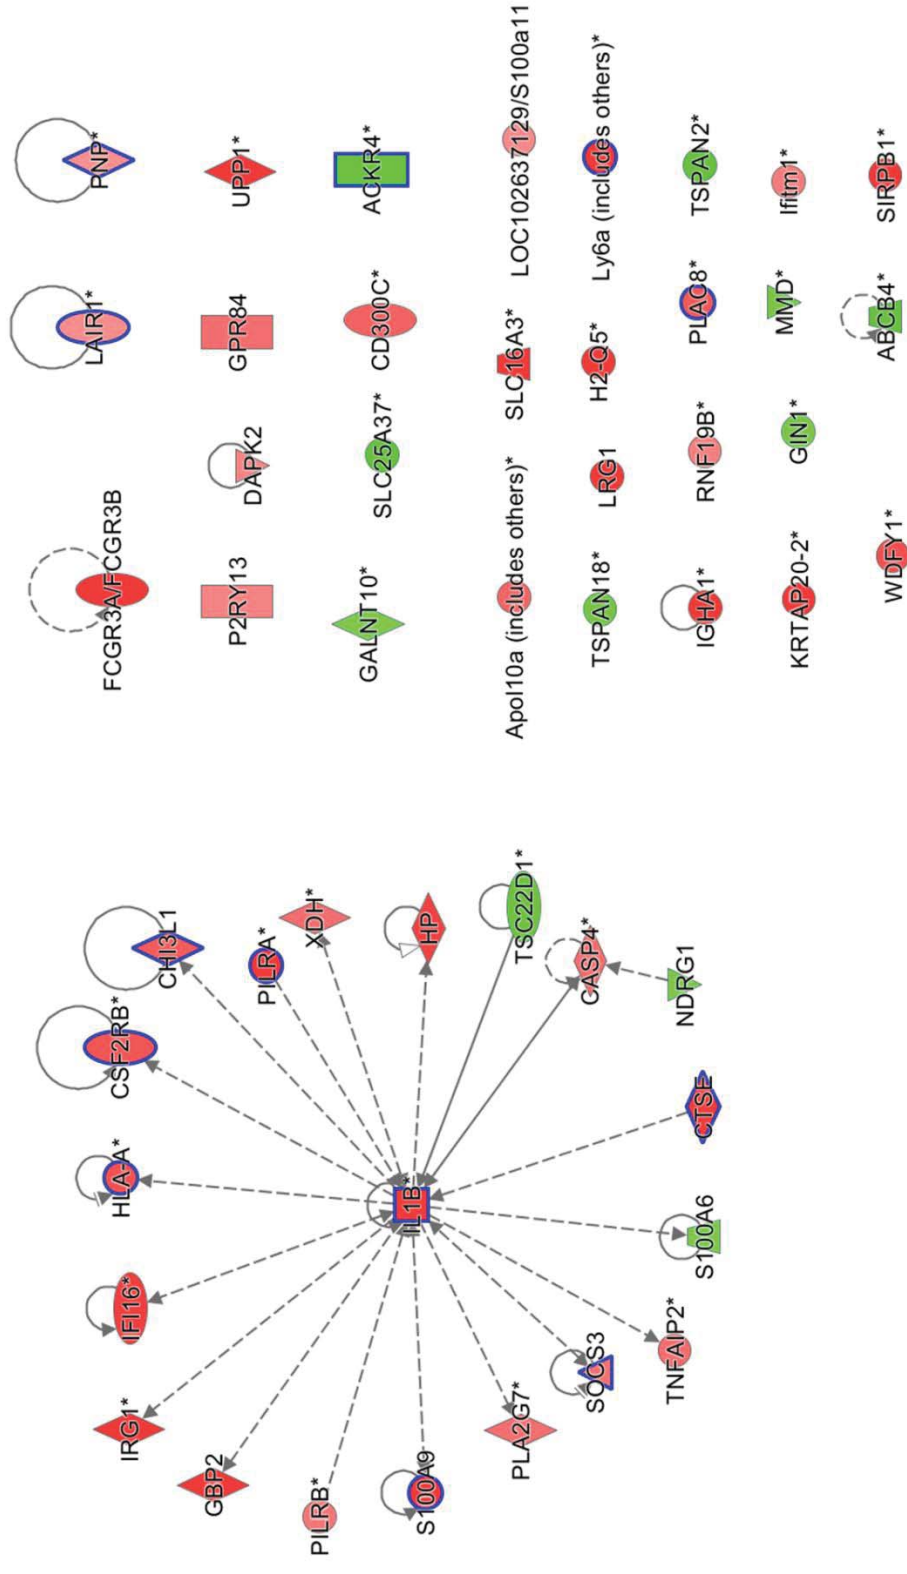 IRG1*
IFI16*
HLA-A*
CSF2RB*
CHI3L1
GBP2
PILRA*
PILRB*
XDH*
S100A9
IL1B*
HP
PLA2G7*
TSC22D1*
SOCS3
CASP4*
TNFAIP2*
S100A6
CTSE
NDRG1
FCGR3A/FCGR3B
LAIR1*
PNP*
P2RY13
DAPK2
GPR84
UPP1*
GALNT10*
SLC25A37*
CD300C*
ACKR4*
Apol10a (includes others)*
SLC16A3*
LOC102637129/S100a11
TSPAN18*
LRG1
H2-Q5*
Ly6a (includes others)*
IGHA1*
RNF19B*
PLAC8*
TSPAN2*
KRTAP20-2*
GIN1*
MMD*
Ifitm1*
WDFY1*
ABCB4*
SIRPB1*